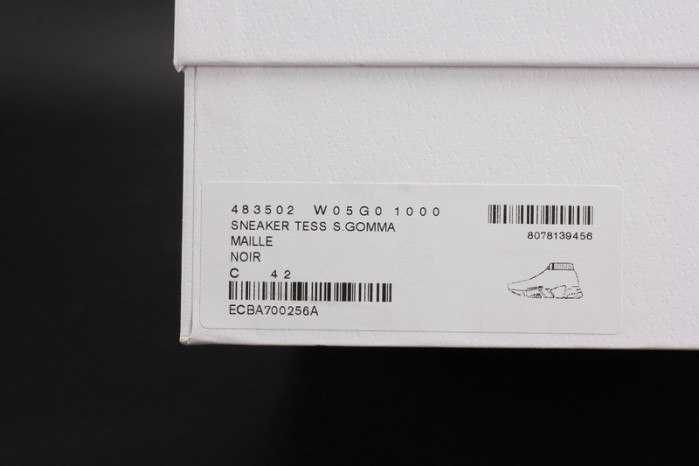 483502 W05G0 1000
SNEAKER TESS S.GOMMA
MAILLE
NOIR
C 42
ECBA700256A
8078139456